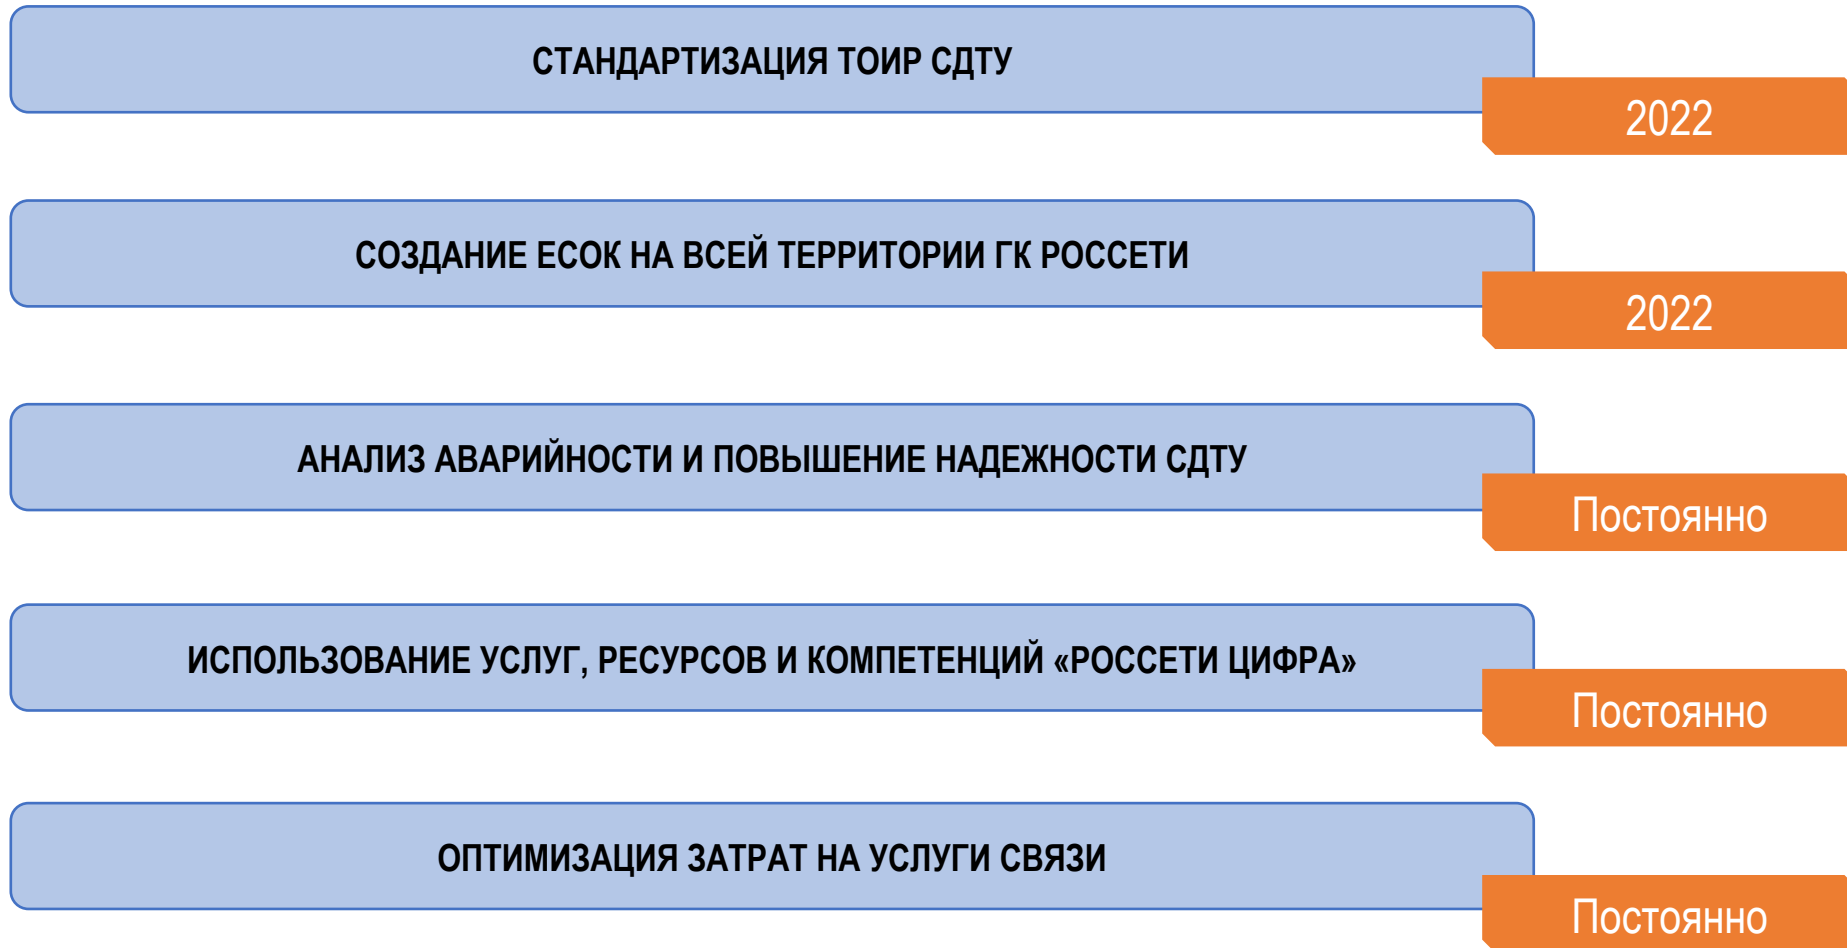 СТАНДАРТИЗАЦИЯ ТОИР СДТУ
2022
СОЗДАНИЕ ЕСОК НА ВСЕЙ ТЕРРИТОРИИ ГК РОССЕТИ
2022
АНАЛИЗ АВАРИЙНОСТИ И ПОВЫШЕНИЕ НАДЕЖНОСТИ СДТУ
Постоянно
ИСПОЛЬЗОВАНИЕ УСЛУГ, РЕСУРСОВ И КОМПЕТЕНЦИЙ «РОССЕТИ ЦИФРА»
Постоянно
ОПТИМИЗАЦИЯ ЗАТРАТ НА УСЛУГИ СВЯЗИ
Постоянно